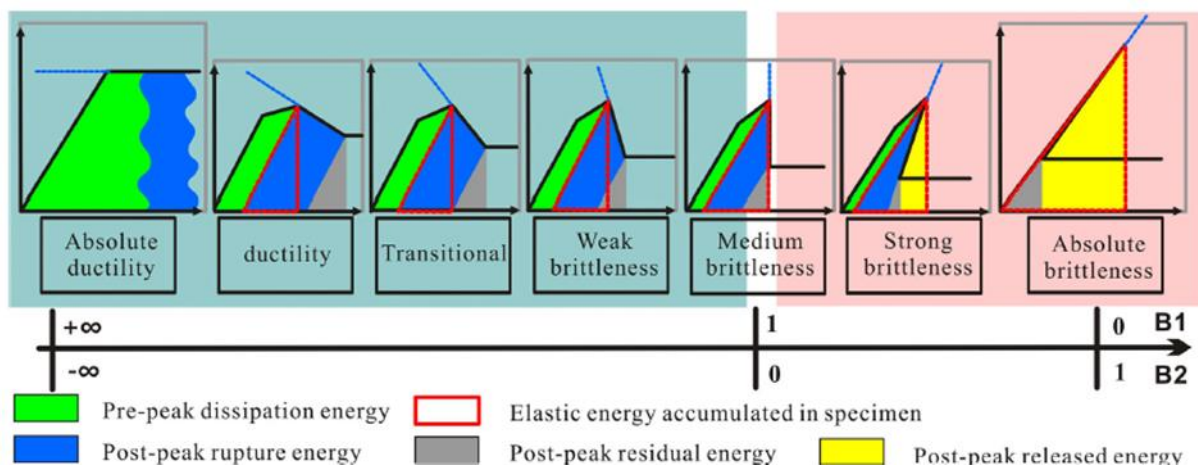 Absolute
ductility
ductility
Transitional
Weak
brittleness
Medium
brittleness
Strong
brittleness
Absolute
brittleness
+∞ 1 0 B1
-∞ 0 1 B2
Pre-peak dissipation energy Elastic energy accumulated in specimen
Post-peak rupture energy Post-peak residual energy Post-peak released energy